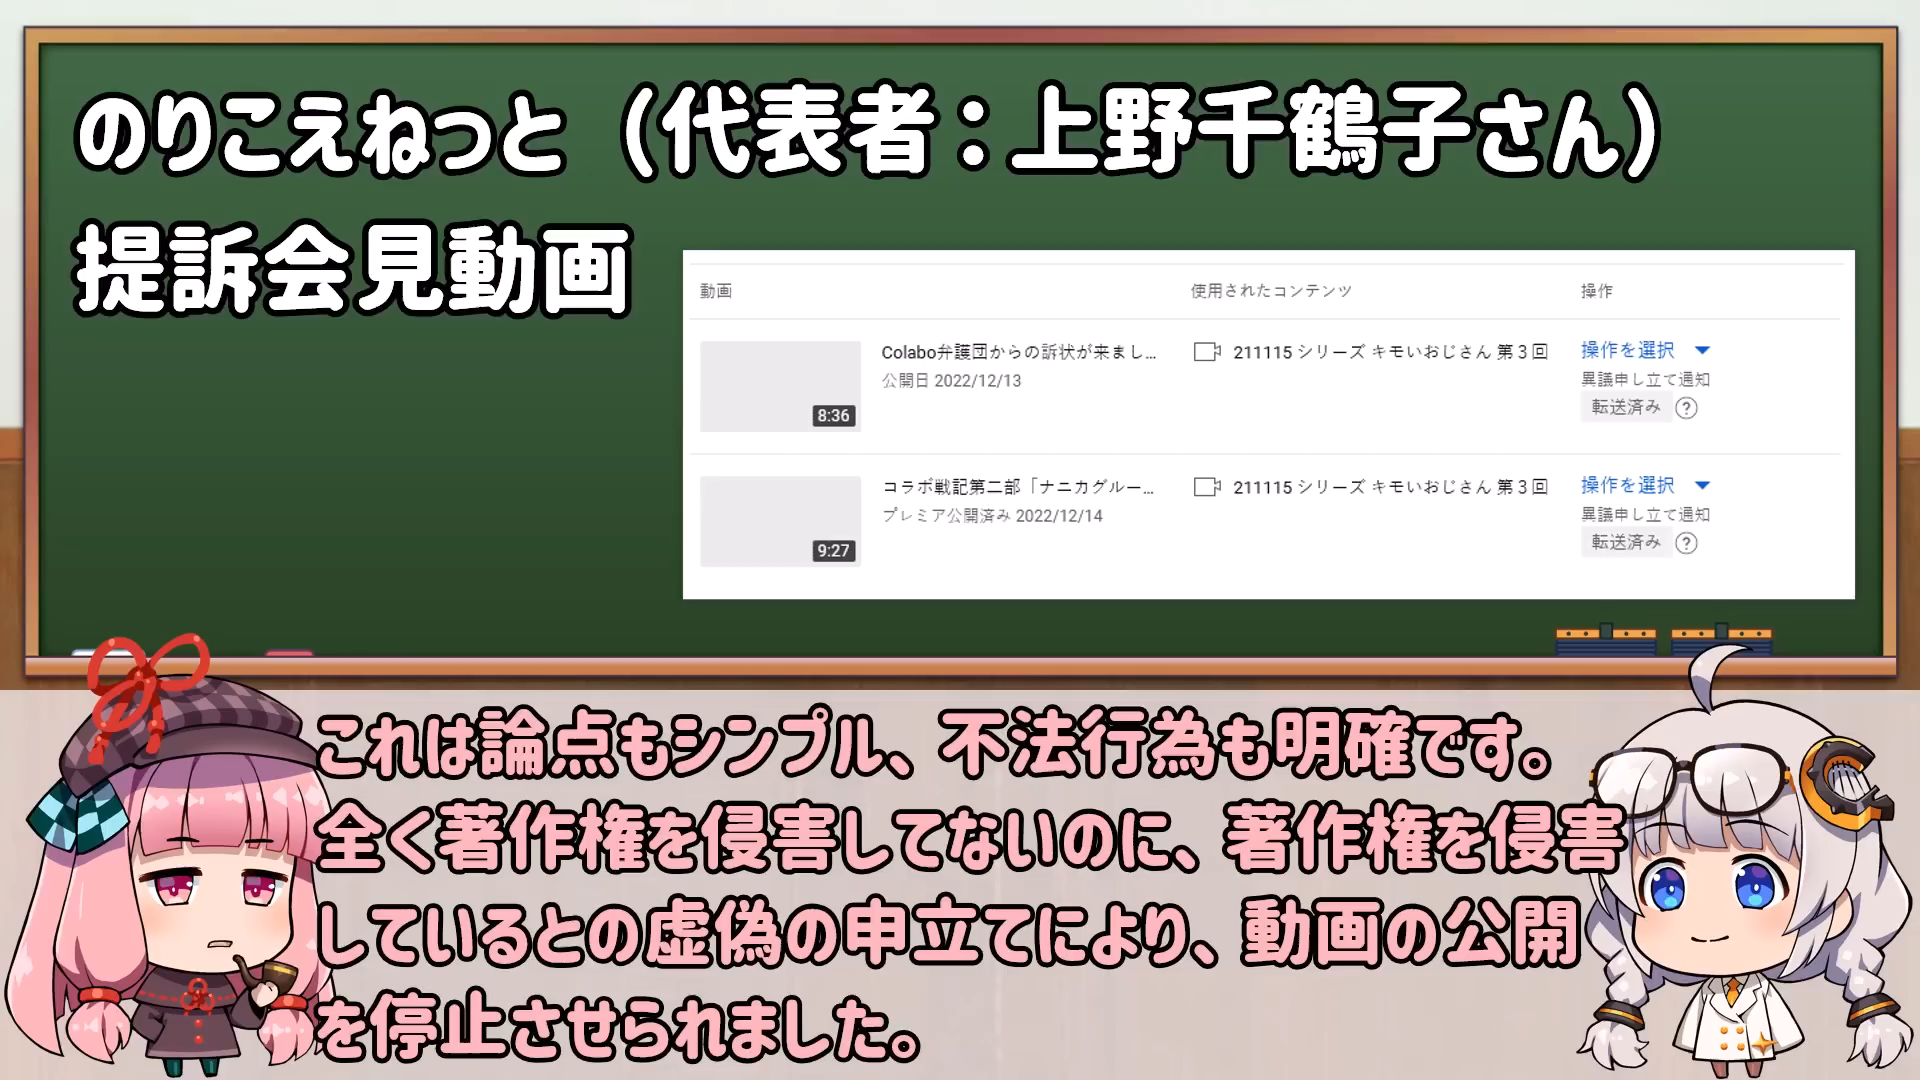 のりこえねっと（代表者：上野千鶴子さん）
提訴会見動画
動画 使用されたコンテンツ 操作
Colabo弁護団からの訴状が来まし... 211115 シリーズ キモいおじさん 第３回 操作を選択
公開日 2022/12/13 異議申し立て通知
8:36 転送済み ?
コラボ戦記第二部「ナニカグルー... 211115 シリーズ キモいおじさん 第３回 操作を選択
プレミア公開済み 2022/12/14 異議申し立て通知
9:27 転送済み ?
これは論点もシンプル、不法行為も明確です。
全く著作権を侵害してないのに、著作権を侵害
しているとの虚偽の申立てにより、動画の公開
を停止させられました。